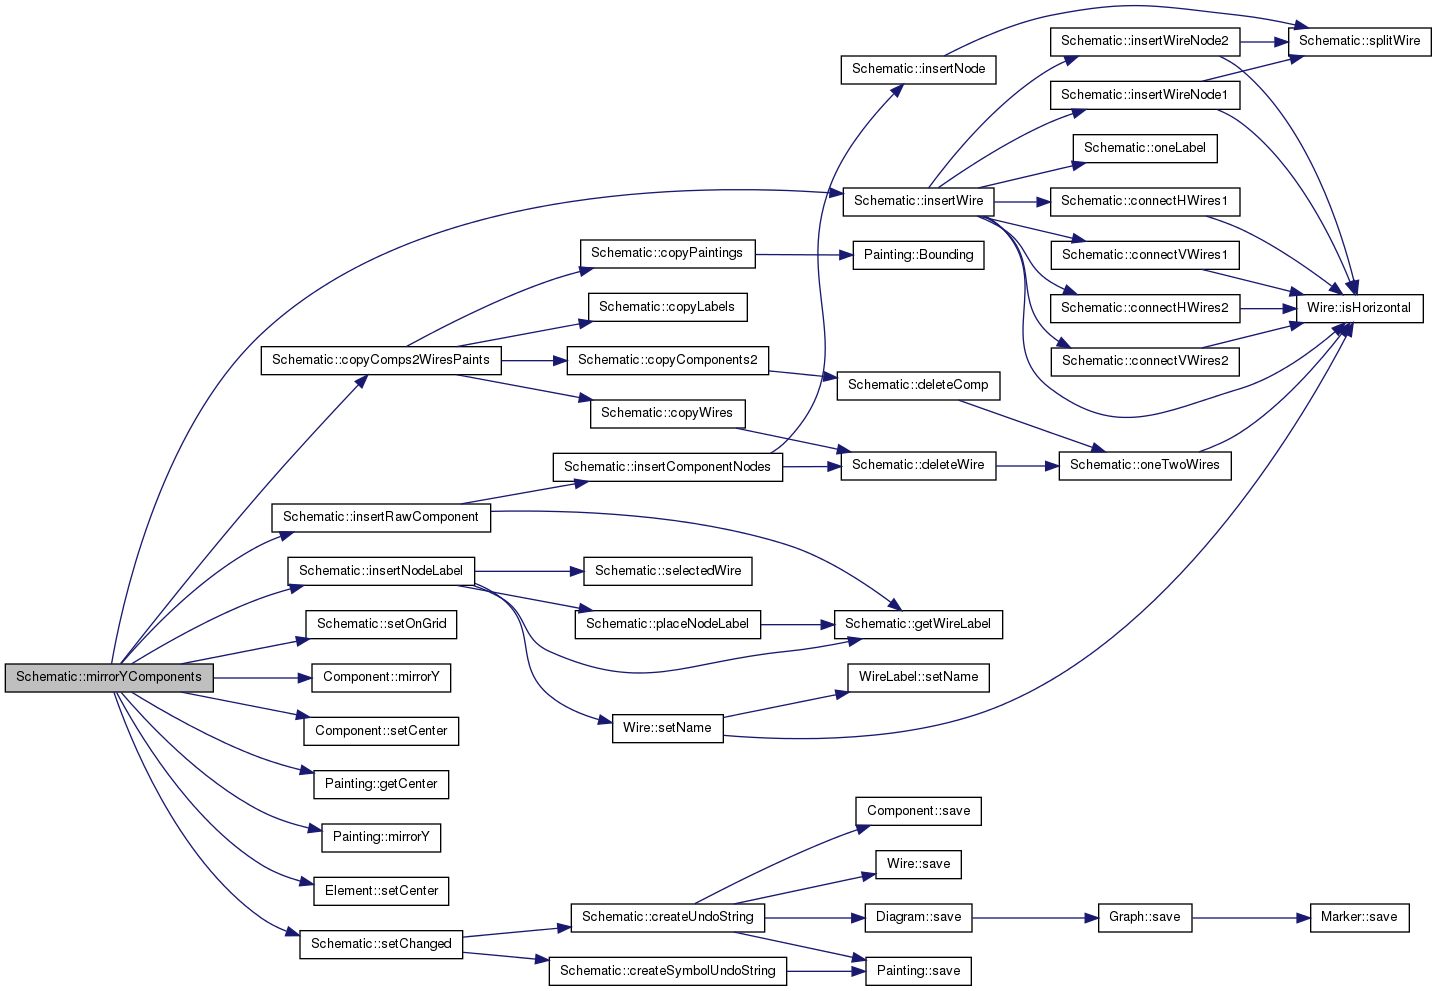 Schematic::mirrorYComponents
Schematic::insertWire
Schematic::insertWireNode2
Schematic::splitWire
Schematic::insertNode
Schematic::insertWireNode1
Schematic::oneLabel
Schematic::connectHWires1
Schematic::connectVWires1
Schematic::connectHWires2
Schematic::connectVWires2
Wire::isHorizontal
Schematic::copyComps2WiresPaints
Schematic::copyPaintings
Painting::Bounding
Schematic::copyLabels
Schematic::copyComponents2
Schematic::deleteComp
Schematic::copyWires
Schematic::insertComponentNodes
Schematic::deleteWire
Schematic::oneTwoWires
Schematic::insertRawComponent
Schematic::insertNodeLabel
Schematic::selectedWire
Schematic::placeNodeLabel
Schematic::getWireLabel
Wire::setName
WireLabel::setName
Schematic::setOnGrid
Component::mirrorY
Component::setCenter
Painting::getCenter
Painting::mirrorY
Element::setCenter
Schematic::setChanged
Schematic::createUndoString
Schematic::createSymbolUndoString
Component::save
Wire::save
Diagram::save
Graph::save
Marker::save
Painting::save